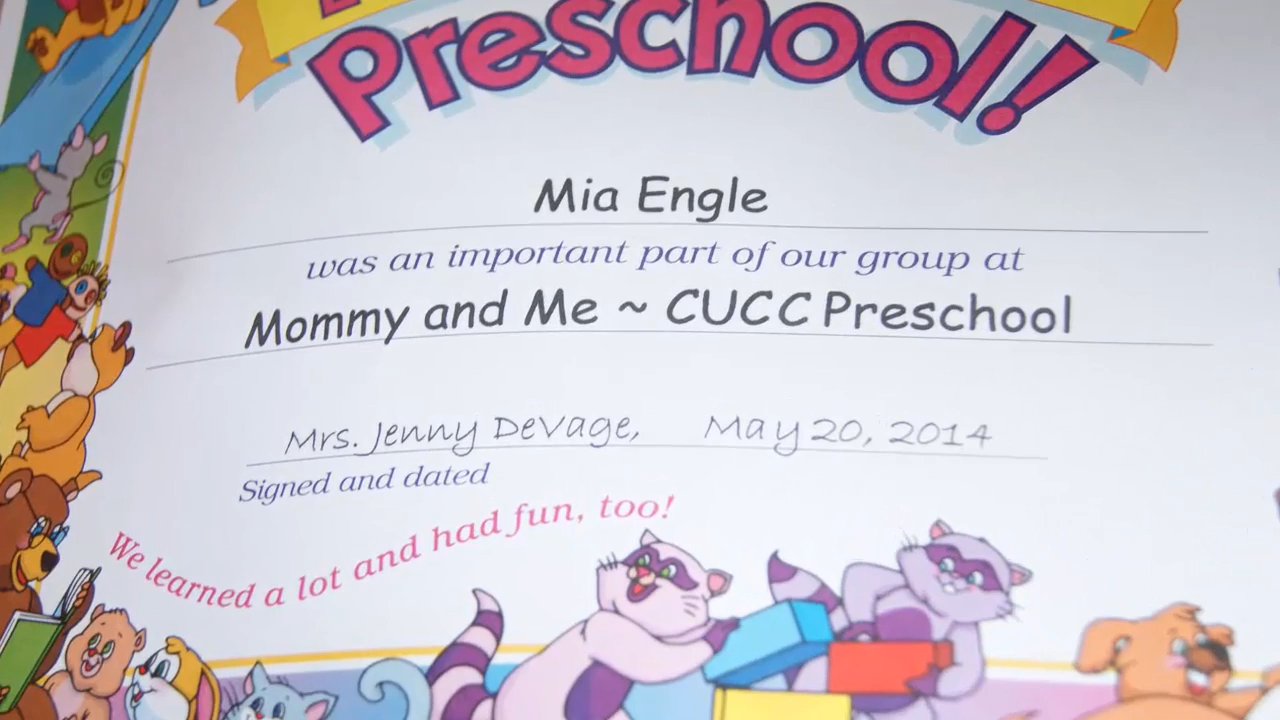 Preschool!
Mia Engle
was an important part of our group at
Mommy and Me ~ CUCC Preschool
Mrs. Jenny DeVage, May 20, 2014
Signed and dated
We learned a lot and had fun, too!